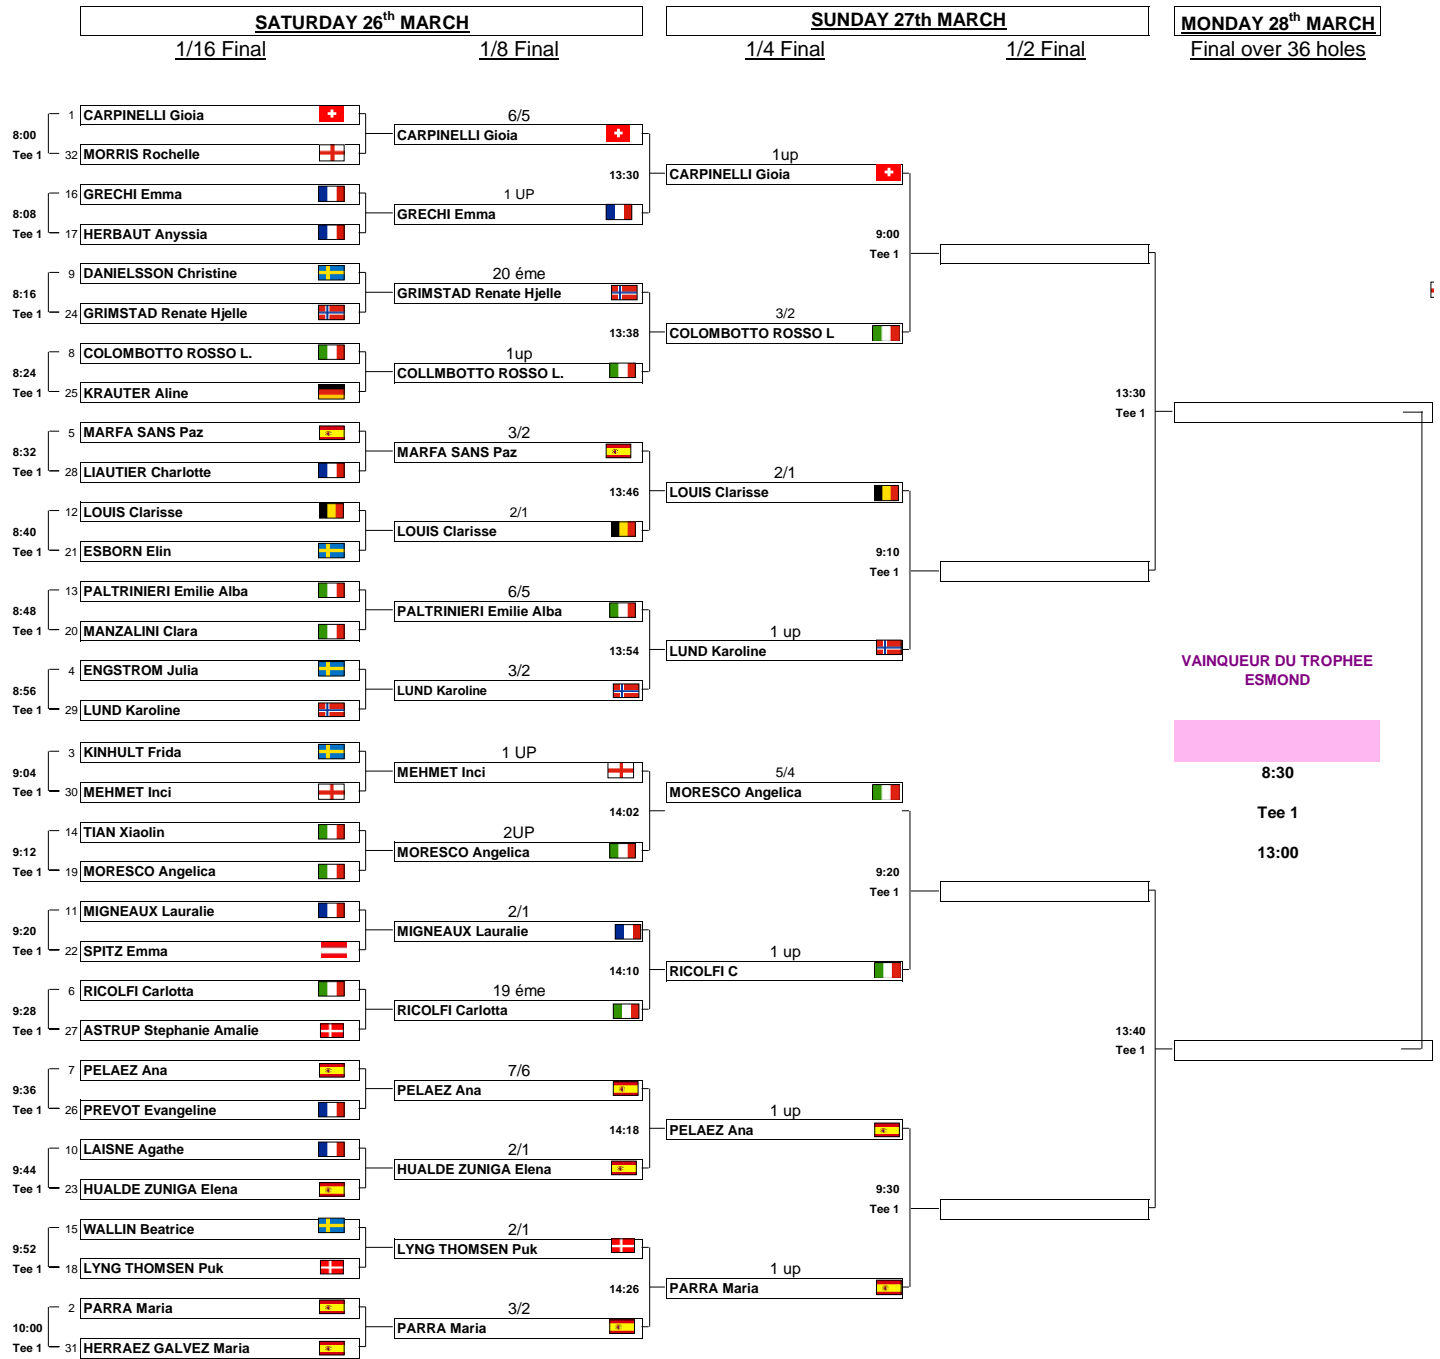 SATURDAY 26th MARCH
SUNDAY 27th MARCH
MONDAY 28th MARCH
1/16 Final
1/8 Final
1/4 Final
1/2 Final
Final over 36 holes
1 CARPINELLI Gioia
8:00
Tee 1
32 MORRIS Rochelle
16 GRECHI Emma
8:08
Tee 1
17 HERBAUT Anyssia
9 DANIELSSON Christine
8:16
Tee 1
24 GRIMSTAD Renate Hjelle
8 COLOMBOTTO ROSSO L.
8:24
Tee 1
25 KRAUTER Aline
5 MARFA SANS Paz
8:32
Tee 1
28 LIAUTIER Charlotte
12 LOUIS Clarisse
8:40
Tee 1
21 ESBORN Elin
13 PALTRINIERI Emilie Alba
8:48
Tee 1
20 MANZALINI Clara
4 ENGSTROM Julia
8:56
Tee 1
29 LUND Karoline
3 KINHULT Frida
9:04
Tee 1
30 MEHMET Inci
14 TIAN Xiaolin
9:12
Tee 1
19 MORESCO Angelica
11 MIGNEAUX Lauralie
9:20
Tee 1
22 SPITZ Emma
6 RICOLFI Carlotta
9:28
Tee 1
27 ASTRUP Stephanie Amalie
7 PELAEZ Ana
9:36
Tee 1
26 PREVOT Evangeline
10 LAISNE Agathe
9:44
Tee 1
23 HUALDE ZUNIGA Elena
15 WALLIN Beatrice
9:52
Tee 1
18 LYNG THOMSEN Puk
2 PARRA Maria
10:00
Tee 1
31 HERRAEZ GALVEZ Maria
6/5
CARPINELLI Gioia
13:30
1 UP
GRECHI Emma
20 éme
GRIMSTAD Renate Hjelle
13:38
1up
COLLMBOTTO ROSSO L.
3/2
MARFA SANS Paz
13:46
2/1
LOUIS Clarisse
6/5
PALTRINIERI Emilie Alba
13:54
3/2
LUND Karoline
1 UP
MEHMET Inci
14:02
2UP
MORESCO Angelica
2/1
MIGNEAUX Lauralie
14:10
19 éme
RICOLFI Carlotta
7/6
PELAEZ Ana
14:18
2/1
HUALDE ZUNIGA Elena
2/1
LYNG THOMSEN Puk
14:26
3/2
PARRA Maria
1up
CARPINELLI Gioia
9:00
Tee 1
3/2
COLOMBOTTO ROSSO L
2/1
LOUIS Clarisse
9:10
Tee 1
1 up
LUND Karoline
5/4
MORESCO Angelica
9:20
Tee 1
1 up
RICOLFI C
1 up
PELAEZ Ana
9:30
Tee 1
1 up
PARRA Maria
13:30
Tee 1
13:40
Tee 1
VAINQUEUR DU TROPHEE
ESMOND
8:30
Tee 1
13:00